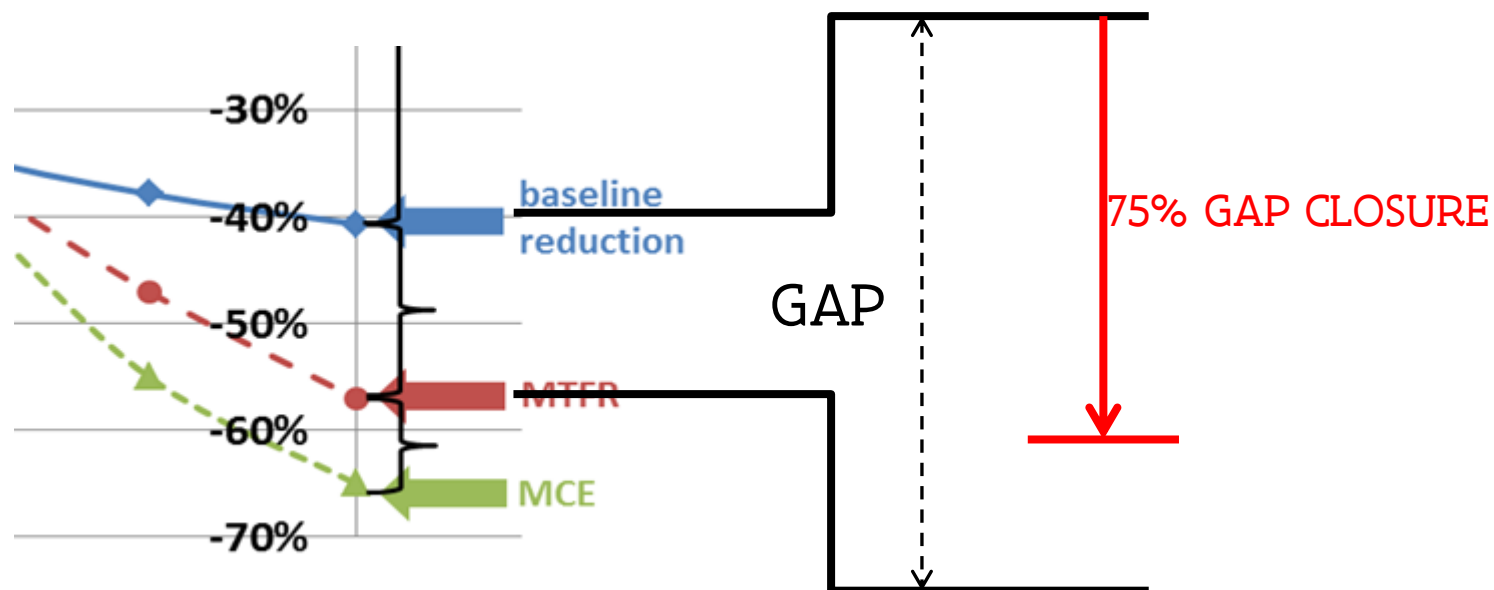 -30%
-40%
-50%
-60%
-70%
baseline
reduction
MTFR
MCE
GAP
75% GAP CLOSURE